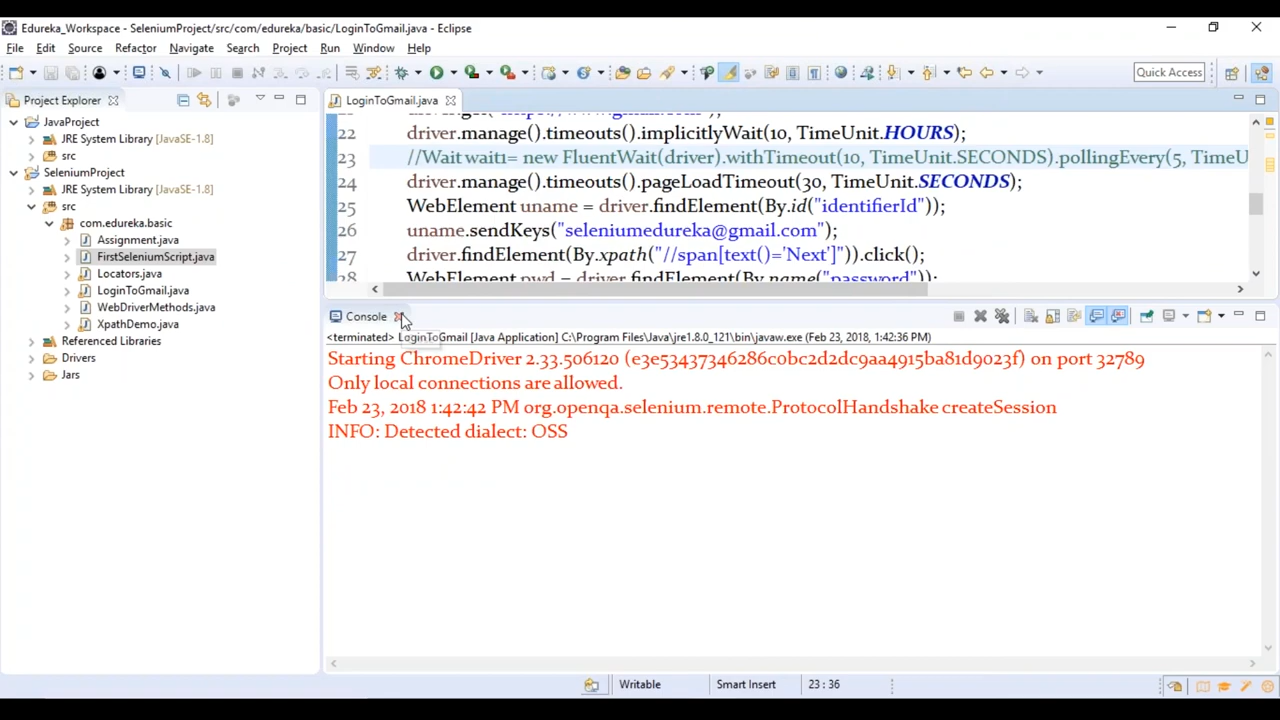 Edureka_Workspace - SeleniumProject/src/com/edureka/basic/LoginToGmail.java - Eclipse
File Edit Source Refactor Navigate Search Project Run Window Help
Quick Access
Project Explorer
JavaProject
JRE System Library [JavaSE-1.8]
src
SeleniumProject
JRE System Library [JavaSE-1.8]
src
com.edureka.basic
Assignment.java
FirstSeleniumScript.java
Locators.java
LoginToGmail.java
WebDriverMethods.java
XpathDemo.java
Referenced Libraries
Drivers
Jars
LoginToGmail.java
22 driver.manage().timeouts().implicitlyWait(10, TimeUnit.HOURS);
23 //Wait wait1= new FluentWait(driver).withTimeout(10, TimeUnit.SECONDS).pollingEvery(5, TimeU
24 driver.manage().timeouts().pageLoadTimeout(30, TimeUnit.SECONDS);
25 WebElement uname = driver.findElement(By.id("identifierId"));
26 uname.sendKeys("seleniumedureka@gmail.com");
27 driver.findElement(By.xpath("//span[text()='Next']")).click();
28 WebElement pwd = driver.findElement(By.name("password"));
Console
<terminated> LoginToGmail [Java Application] C:\Program Files\Java\jre1.8.0_121\bin\javaw.exe (Feb 23, 2018, 1:42:36 PM)
Starting ChromeDriver 2.33.506120 (e3e53437346286c0bc2d2dc9aa4915ba81d9023f) on port 32789
Only local connections are allowed.
Feb 23, 2018 1:42:42 PM org.openqa.selenium.remote.ProtocolHandshake createSession
INFO: Detected dialect: OSS
Writable Smart Insert 23 : 36